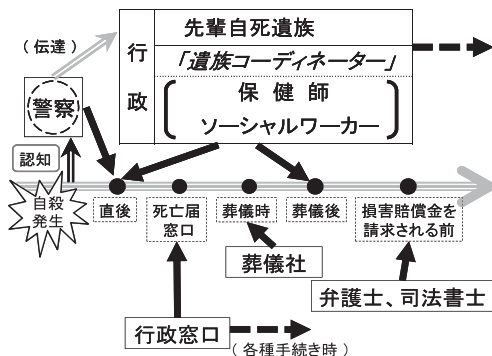 （伝達）
行政
先輩自死遺族
「遺族コーディネーター」
保健師
ソーシャルワーカー
警察
認知
自殺
発生
直後
死亡届
窓口
葬儀時
葬儀後
損害賠償金を
請求される前
葬儀社
弁護士、司法書士
行政窓口
（各種手続き時）